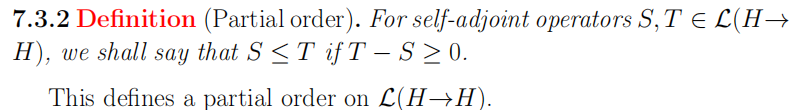 7.3.2 Definition (Partial order). For self-adjoint operators S, T ∈ ℒ(H→
H), we shall say that S ≤ T if T − S ≥ 0.
This defines a partial order on ℒ(H→H).